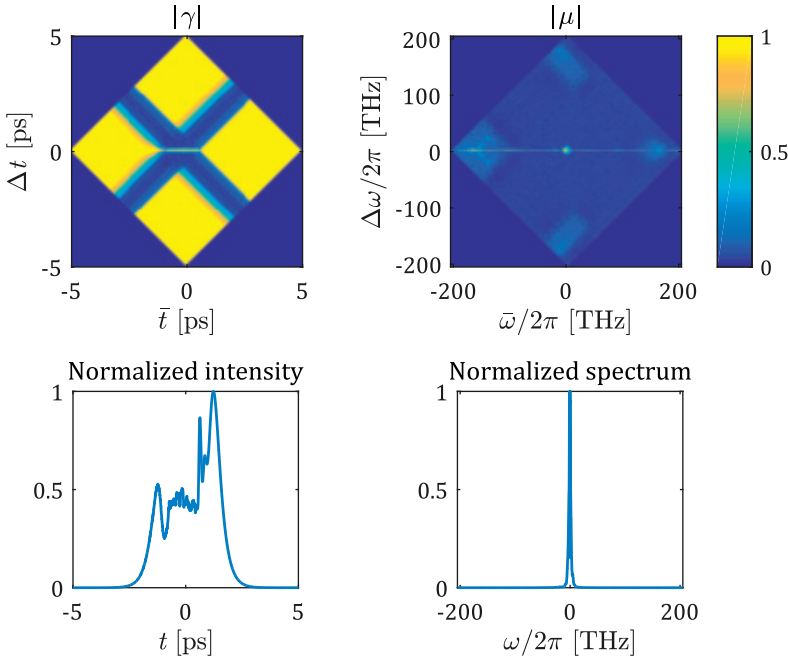 |γ|
|μ|
5
0
-5
Δt [ps]
-5 0 5
t̄ [ps]
200
100
0
-100
-200
Δω/2π [THz]
-200 0 200
ω̄/2π [THz]
1
0.5
0
Normalized intensity
1
0.5
0
-5 0 5
t [ps]
Normalized spectrum
1
0.5
0
-200 0 200
ω/2π [THz]